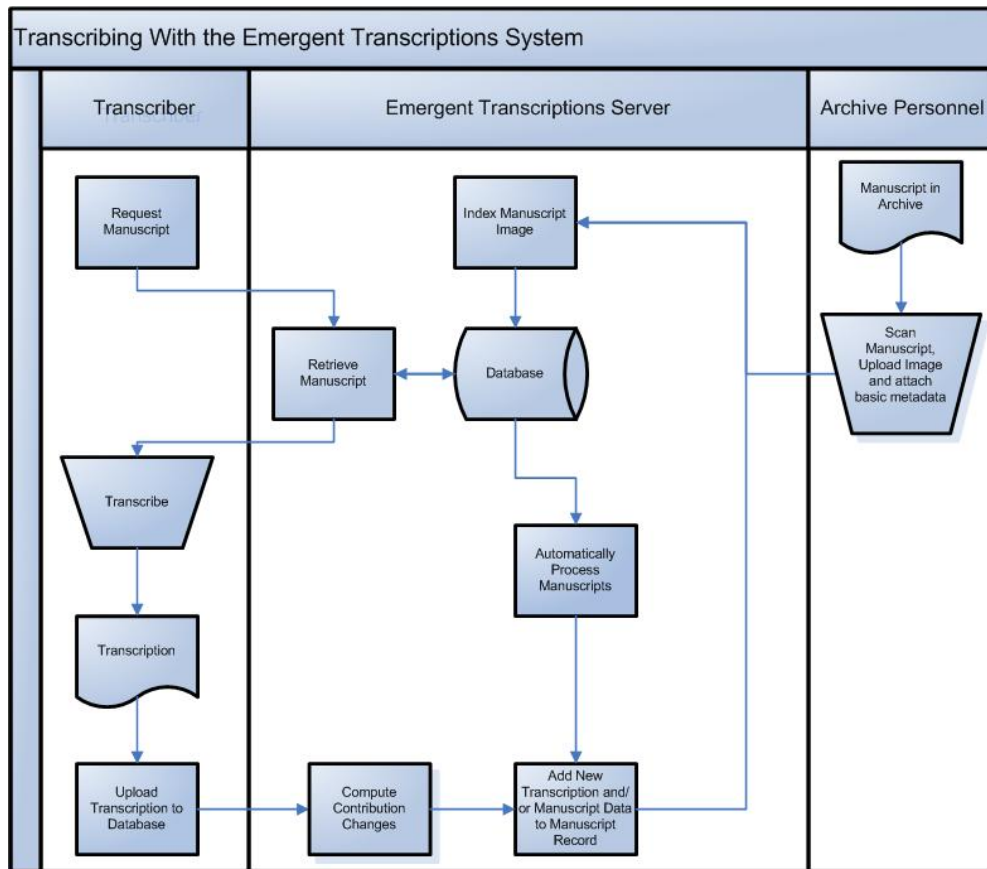 Transcribing With the Emergent Transcriptions System
Transcriber
Emergent Transcriptions Server
Archive Personnel
Request
Manuscript
Index Manuscript
Image
Manuscript in
Archive
Retrieve
Manuscript
Database
Scan
Manuscript,
Upload Image
and attach
basic metadata
Transcribe
Automatically
Process
Manuscripts
Transcription
Upload
Transcription to
Database
Compute
Contribution
Changes
Add New
Transcription and/
or Manuscript Data
to Manuscript
Record